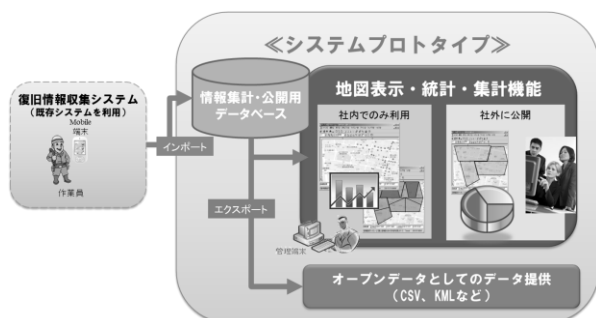 ≪システムプロトタイプ≫
復旧情報収集システム
(既存システムを利用)
Mobile
端末
作業員
インポート
情報集計・公開用
データベース
地図表示・統計・集計機能
社内でのみ利用
社外に公開
エクスポート
管理端末
オープンデータとしてのデータ提供
(CSV、KMLなど)